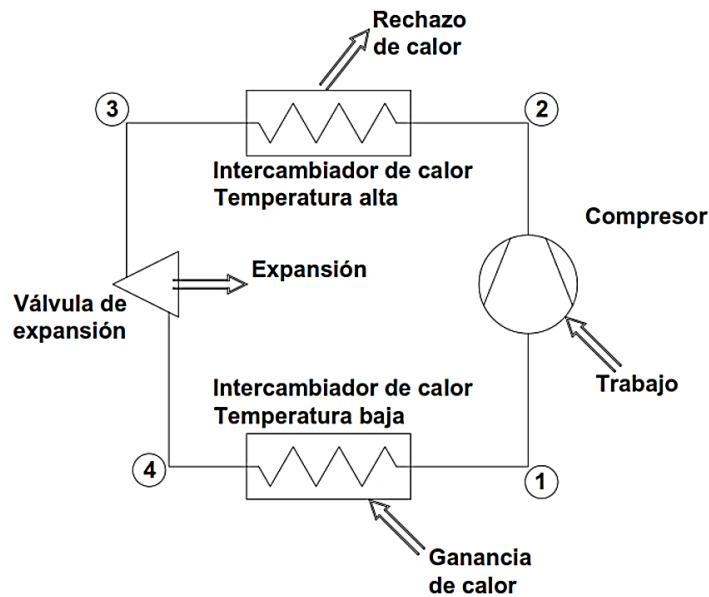 Rechazo
de calor
3
2
Intercambiador de calor
Temperatura alta
Compresor
Expansión
Válvula de
expansión
Intercambiador de calor
Temperatura baja
Trabajo
4
1
Ganancia
de calor